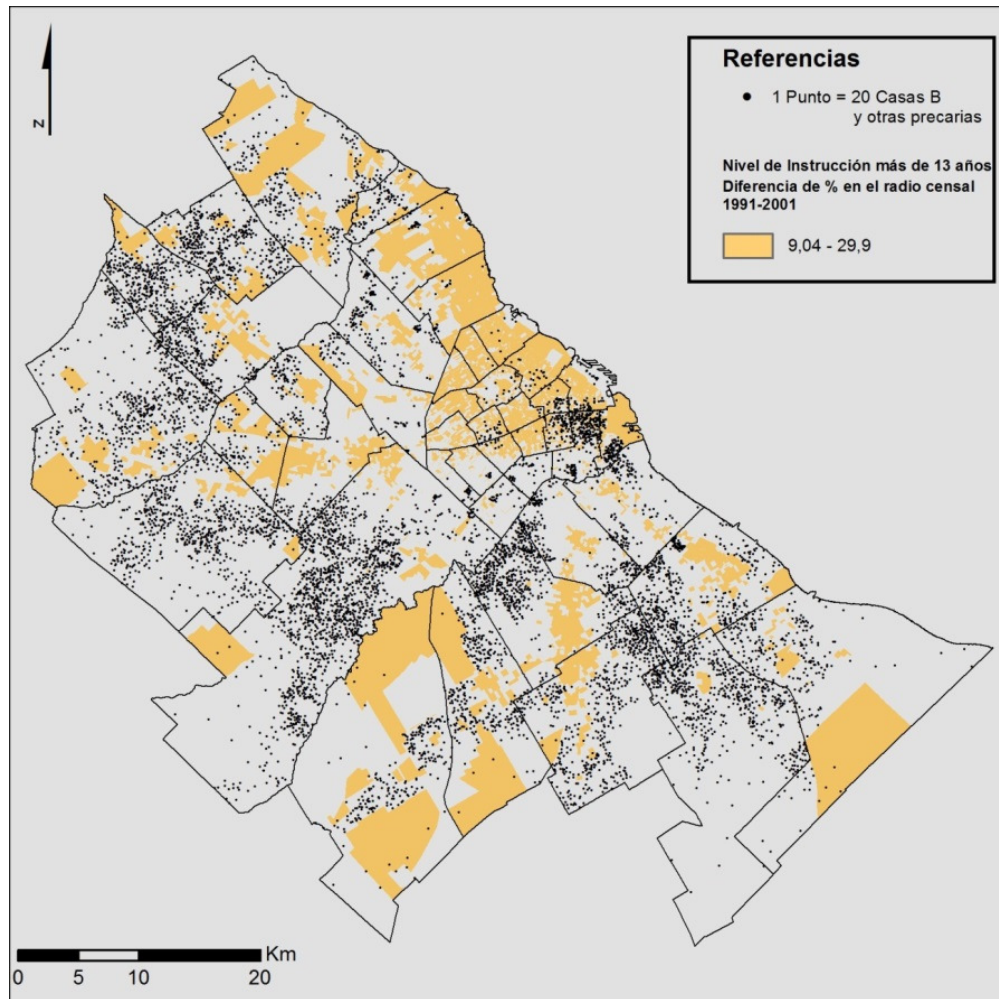 Referencias
1 Punto = 20 Casas B
y otras precarias
Nivel de Instrucción más de 13 años
Diferencia de % en el radio censal
1991-2001
9,04 - 29,9
N
Km
0 5 10 20